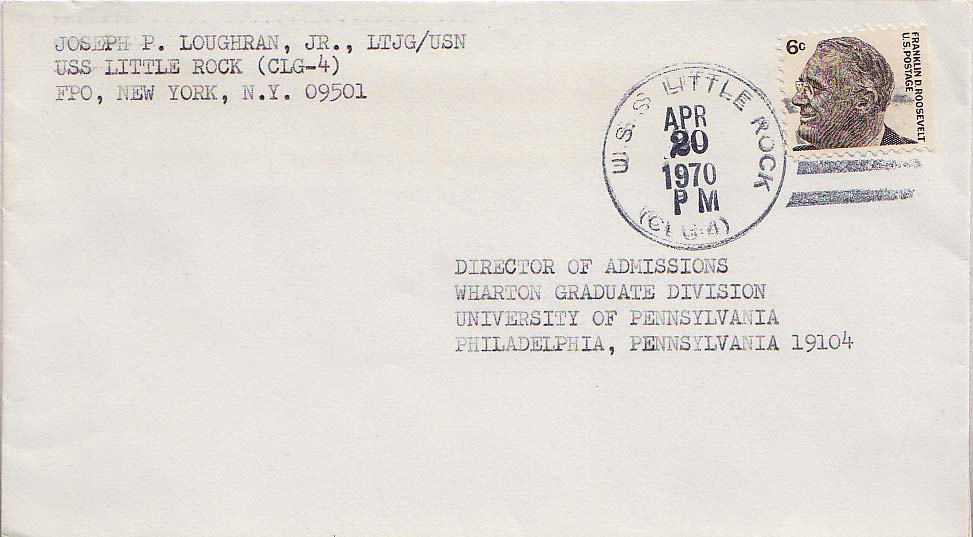 JOSEPH P. LOUGHRAN, JR., LTJG/USN
USS LITTLE ROCK (CLG-4)
FPO, NEW YORK, N.Y. 09501
U.S.S. LITTLE ROCK
APR
20
1970
PM
(CLG-4)
6c
FRANKLIN D. ROOSEVELT
U.S. POSTAGE
DIRECTOR OF ADMISSIONS
WHARTON GRADUATE DIVISION
UNIVERSITY OF PENNSYLVANIA
PHILADELPHIA, PENNSYLVANIA 19104